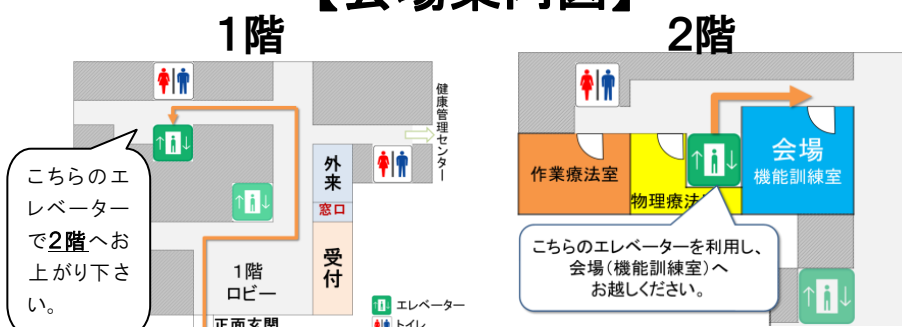 【会場案内図】
1階
2階
健康管理センター
こちらのエ
レベーター
で2階へお
上がり下さ
い。
外来
窓口
受付
1階
ロビー
正面玄関
エレベーター
トイレ
作業療法室
物理療法
会場
機能訓練室
こちらのエレベーターを利用し、
会場(機能訓練室)へ
お越しください。